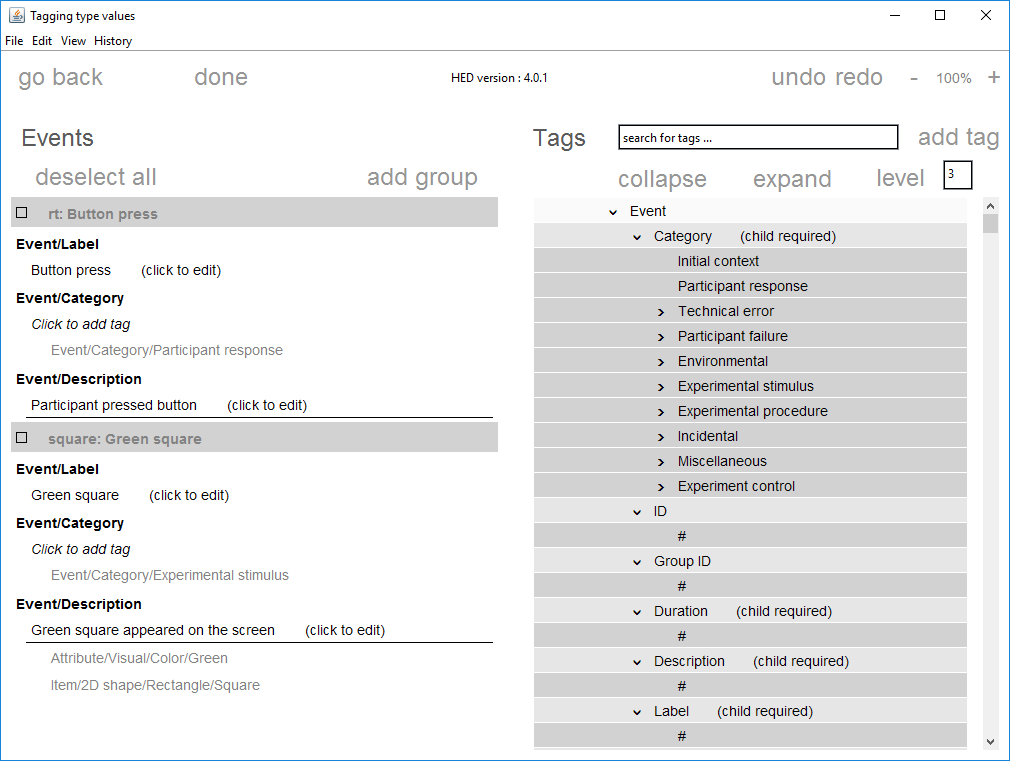 Tagging type values
File Edit View History
go back done HED version : 4.0.1 undo redo - 100% +
Events
deselect all add group
rt: Button press
Event/Label
Button press (click to edit)
Event/Category
Click to add tag
Event/Category/Participant response
Event/Description
Participant pressed button (click to edit)
square: Green square
Event/Label
Green square (click to edit)
Event/Category
Click to add tag
Event/Category/Experimental stimulus
Event/Description
Green square appeared on the screen (click to edit)
Attribute/Visual/Color/Green
Item/2D shape/Rectangle/Square
Tags search for tags ... add tag
collapse expand level 3
Event
Category (child required)
Initial context
Participant response
Technical error
Participant failure
Environmental
Experimental stimulus
Experimental procedure
Incidental
Miscellaneous
Experiment control
ID
#
Group ID
#
Duration (child required)
#
Description (child required)
#
Label (child required)
#